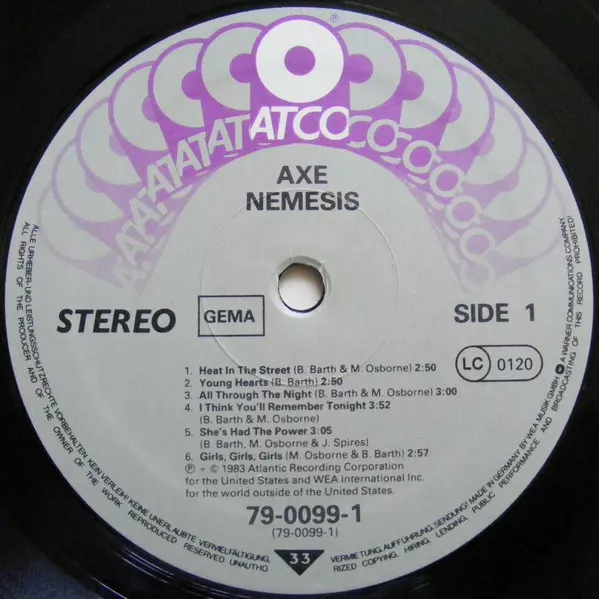 ®
ATCO
AXE
NEMESIS
STEREO
GEMA
SIDE 1
LC 0120
1. Heat In The Street (B. Barth & M. Osborne) 2:50
2. Young Hearts (B. Barth) 2:50
3. All Through The Night (B. Barth & M. Osborne) 3:00
4. I Think You'll Remember Tonight 3:52
(B. Barth & M. Osborne)
5. She's Had The Power 3:05
(B. Barth, M. Osborne & J. Spires)
6. Girls, Girls, Girls (M. Osborne & B. Barth) 2:57
℗ + © 1983 Atlantic Recording Corporation
for the United States and WEA International Inc.
for the world outside of the United States.
79-0099-1
(79-0099-1)
33
ALLE URHEBER- UND LEISTUNGSSCHUTZRECHTE VORBEHALTEN. KEIN VERLEIH! KEINE UNERLAUBTE VERVIELFÄLTIGUNG, VERMIETUNG, AUFFÜHRUNG, SENDUNG! MADE IN GERMANY BY WEA MUSIK GMBH A WARNER COMMUNICATIONS COMPANY
ALL RIGHTS OF THE PRODUCER AND OF THE OWNER OF THE WORK REPRODUCED RESERVED UNAUTHO RIZED COPYING, HIRING, LENDING, PUBLIC PERFORMANCE AND BROADCASTING OF THIS RECORD PROHIBITED!